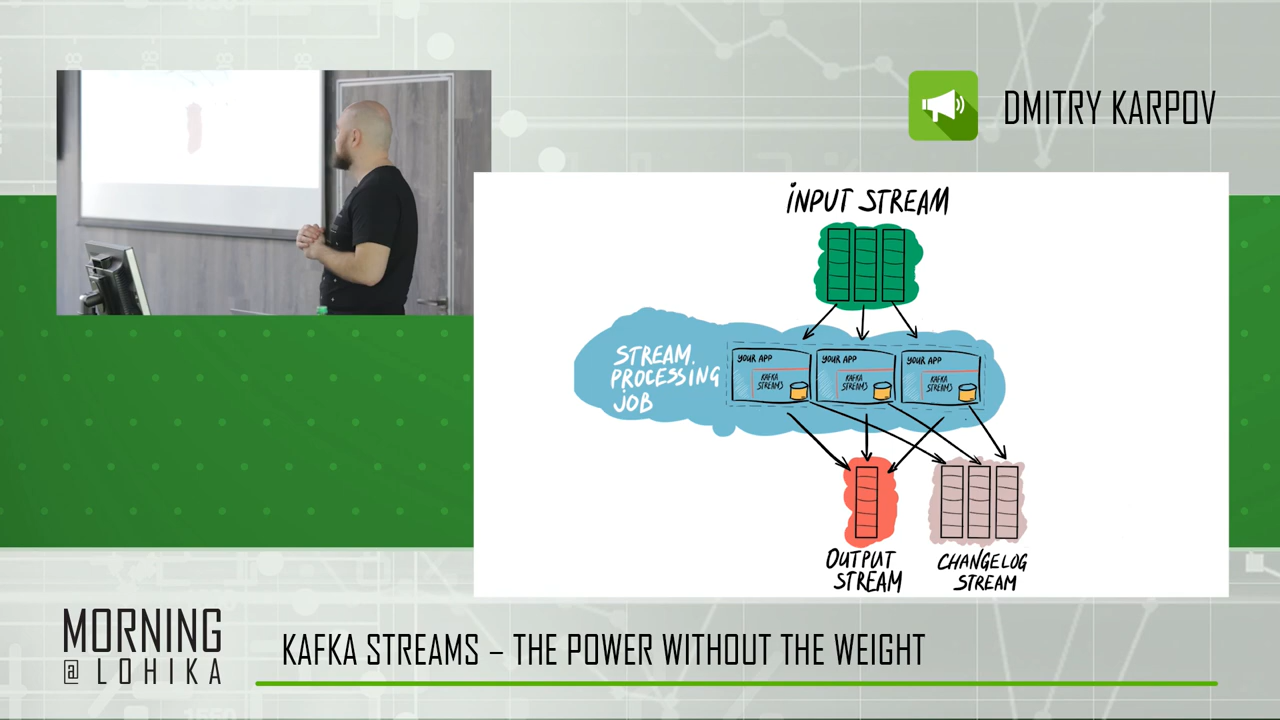 DMITRY KARPOV
INPUT STREAM
STREAM.
PROCESSING
JOB
YOUR APP
KAFKA
STREAMS
YOUR APP
KAFKA
STREAMS
YOUR APP
KAFKA
STREAMS
OUTPUT
STREAM
CHANGELOG
STREAM
MORNING
@ LOHIKA
KAFKA STREAMS – THE POWER WITHOUT THE WEIGHT